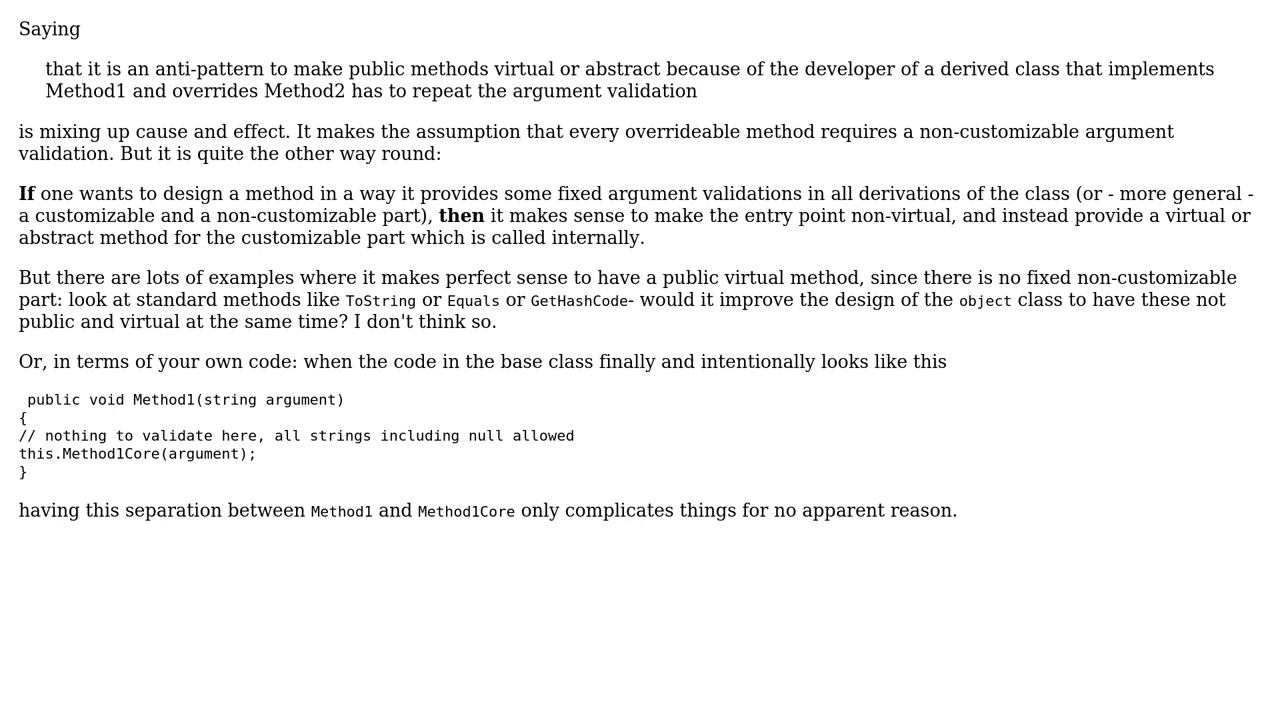 Saying
that it is an anti-pattern to make public methods virtual or abstract because of the developer of a derived class that implements
Method1 and overrides Method2 has to repeat the argument validation
is mixing up cause and effect. It makes the assumption that every overrideable method requires a non-customizable argument
validation. But it is quite the other way round:
If one wants to design a method in a way it provides some fixed argument validations in all derivations of the class (or - more general -
a customizable and a non-customizable part), then it makes sense to make the entry point non-virtual, and instead provide a virtual or
abstract method for the customizable part which is called internally.
But there are lots of examples where it makes perfect sense to have a public virtual method, since there is no fixed non-customizable
part: look at standard methods like ToString or Equals or GetHashCode- would it improve the design of the object class to have these not
public and virtual at the same time? I don't think so.
Or, in terms of your own code: when the code in the base class finally and intentionally looks like this
public void Method1(string argument)
{
// nothing to validate here, all strings including null allowed
this.Method1Core(argument);
}
having this separation between Method1 and Method1Core only complicates things for no apparent reason.